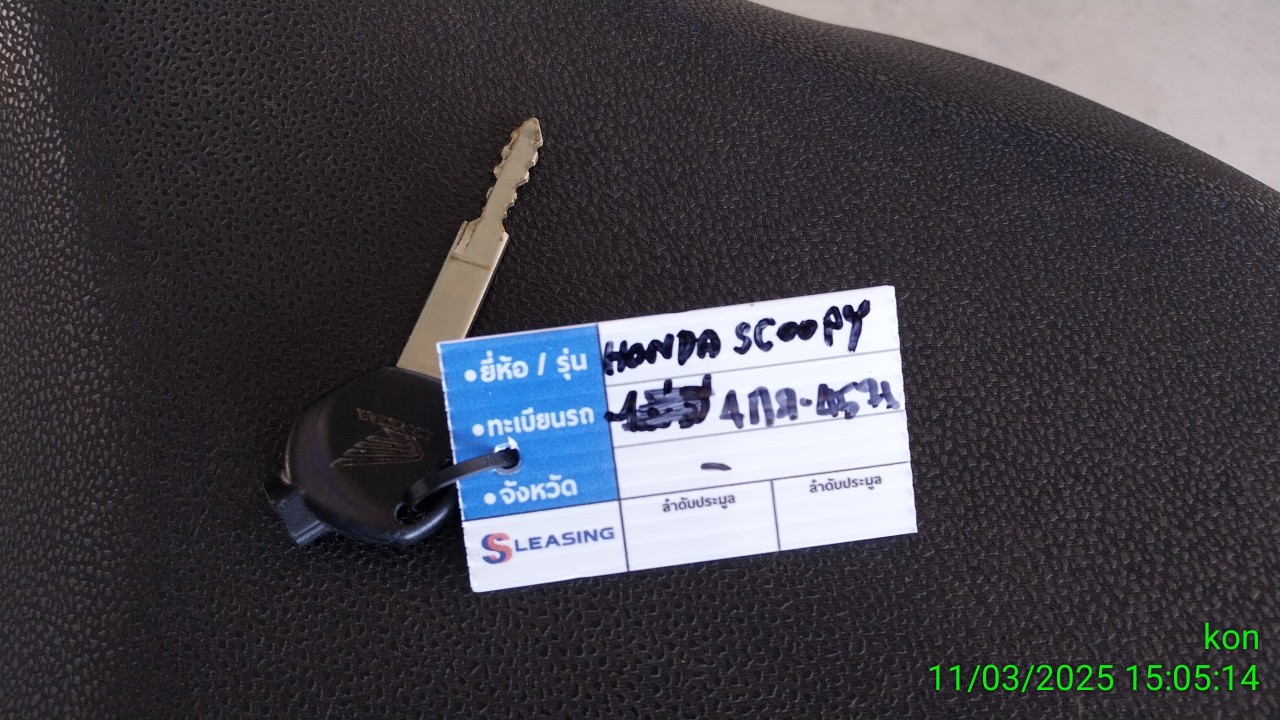 • ยี่ห้อ / รุ่น HONDA SCOOPY
• ทะเบียนรถ
• จังหวัด -
ลำดับประมูล ลำดับประมูล
SLEASING
HONDA
kon
11/03/2025 15:05:14